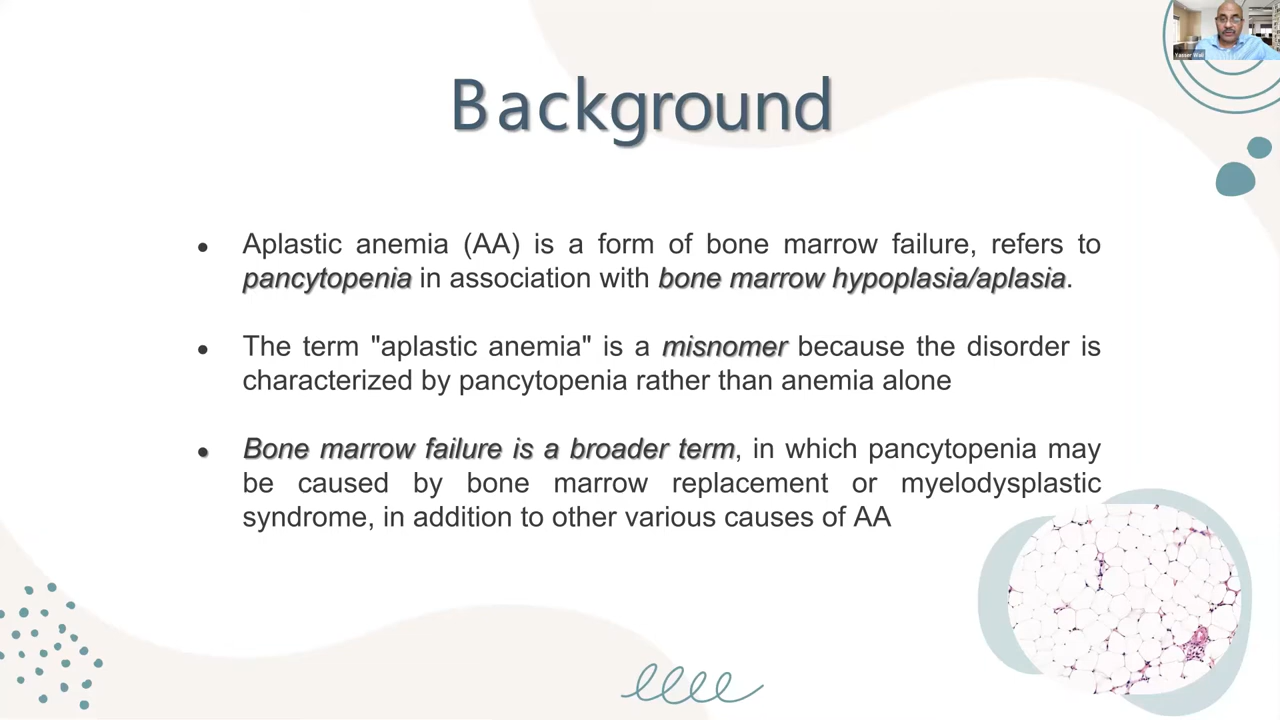 Yasser Wali
Background
• Aplastic anemia (AA) is a form of bone marrow failure, refers to
pancytopenia in association with bone marrow hypoplasia/aplasia.
• The term "aplastic anemia" is a misnomer because the disorder is
characterized by pancytopenia rather than anemia alone
• Bone marrow failure is a broader term, in which pancytopenia may
be caused by bone marrow replacement or myelodysplastic
syndrome, in addition to other various causes of AA